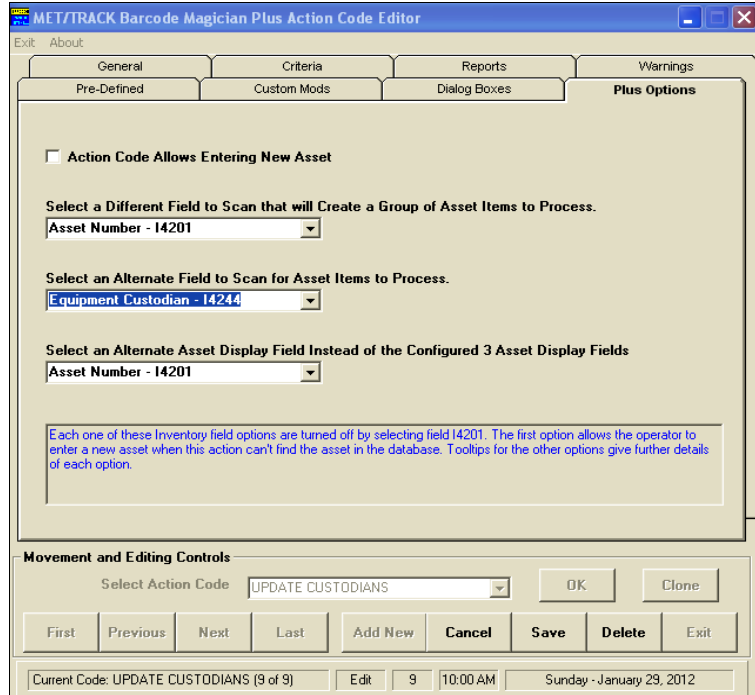 MET/TRACK Barcode Magician Plus Action Code Editor
Exit About
General Criteria Reports Warnings
Pre-Defined Custom Mods Dialog Boxes Plus Options
Action Code Allows Entering New Asset
Select a Different Field to Scan that will Create a Group of Asset Items to Process.
Asset Number - I4201
Select an Alternate Field to Scan for Asset Items to Process.
Equipment Custodian - I4244
Select an Alternate Asset Display Field Instead of the Configured 3 Asset Display Fields
Asset Number - I4201
Each one of these Inventory field options are turned off by selecting field I4201. The first option allows the operator to
enter a new asset when this action can't find the asset in the database. Tooltips for the other options give further details
of each option.
Movement and Editing Controls
Select Action Code UPDATE CUSTODIANS OK Clone
First Previous Next Last Add New Cancel Save Delete Exit
Current Code: UPDATE CUSTODIANS (9 of 9) Edit 9 10:00 AM Sunday - January 29, 2012